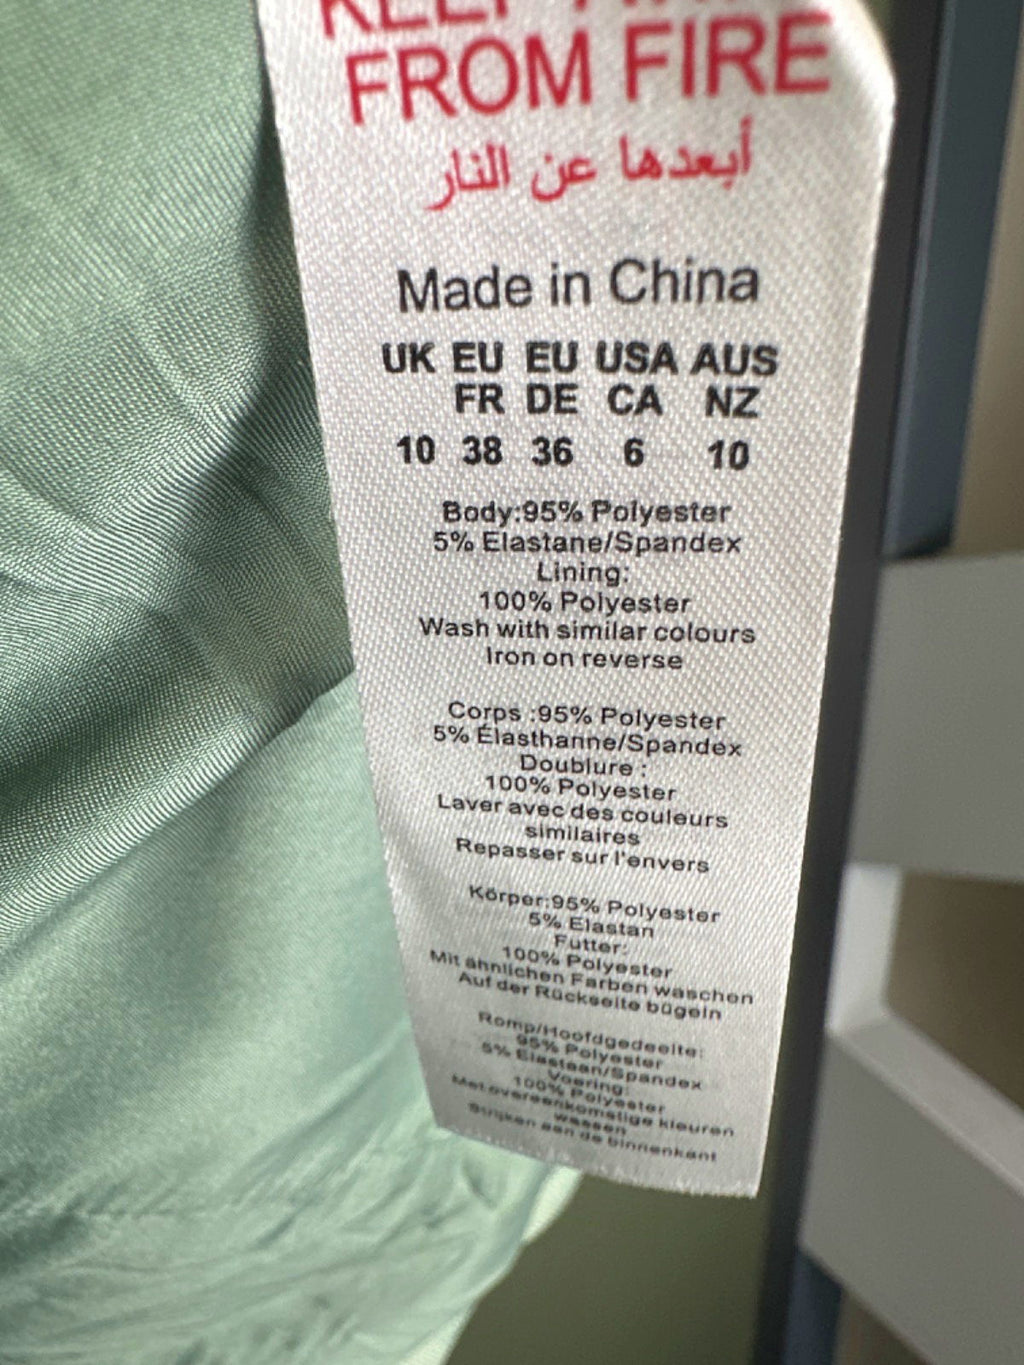 KEEP AWAY
FROM FIRE
أبعدها عن النار
Made in China
UK EU EU USA AUS
FR DE CA NZ
10 38 36 6 10
Body:95% Polyester
5% Elastane/Spandex
Lining:
100% Polyester
Wash with similar colours
Iron on reverse
Corps :95% Polyester
5% Élasthanne/Spandex
Doublure :
100% Polyester
Laver avec des couleurs
similaires
Repasser sur l'envers
Körper:95% Polyester
5% Elastan
Futter:
100% Polyester
Mit ähnlichen Farben waschen
Auf der Rückseite bügeln
Romp/Hoofdgedeelte:
95% Polyester
5% Elastaan/Spandex
Voering:
100% Polyester
Met overeenkomstige kleuren
wassen
Strijken aan de binnenkant